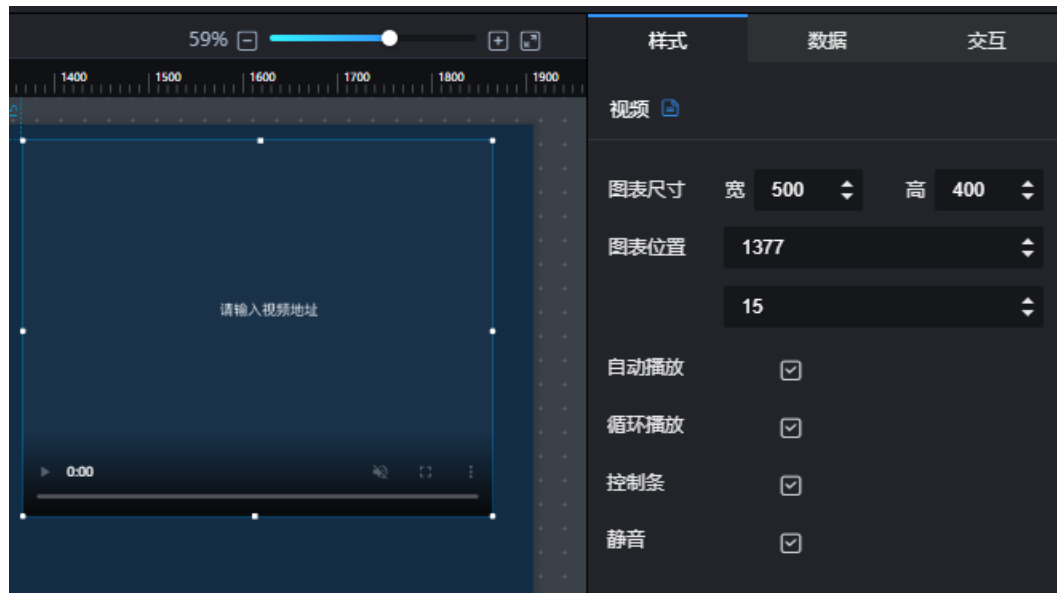 59%
样式 数据 交互
1400 1500 1600 1700 1800 1900
视频
图表尺寸 宽 500 高 400
图表位置 1377
15
请输入视频地址
自动播放
循环播放
0:00
控制条
静音